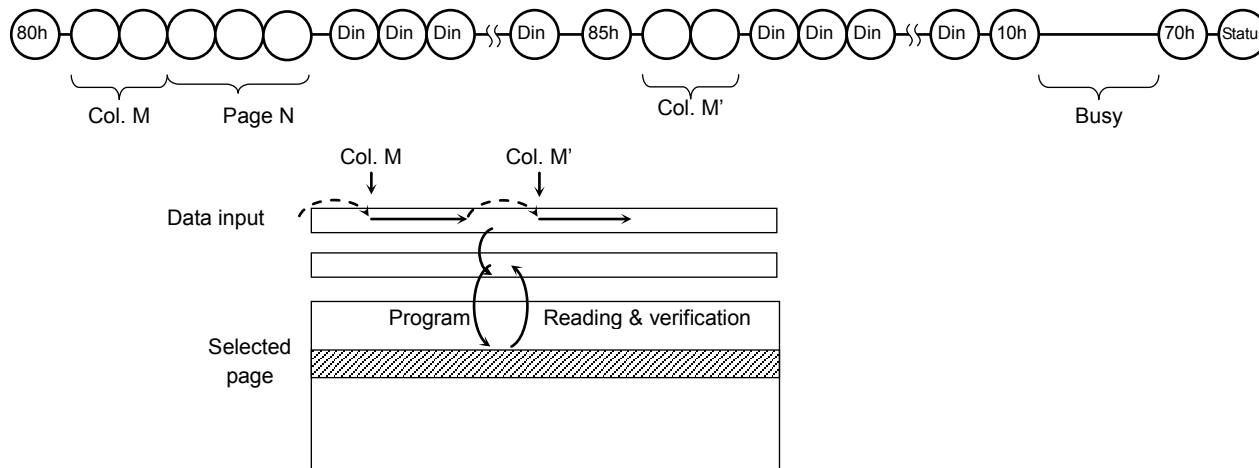 80h Din Din Din Din 85h Din Din Din Din 10h 70h Statu
Col. M Page N Col. M' Busy
Col. M Col. M'
Data input
Program Reading & verification
Selected
page